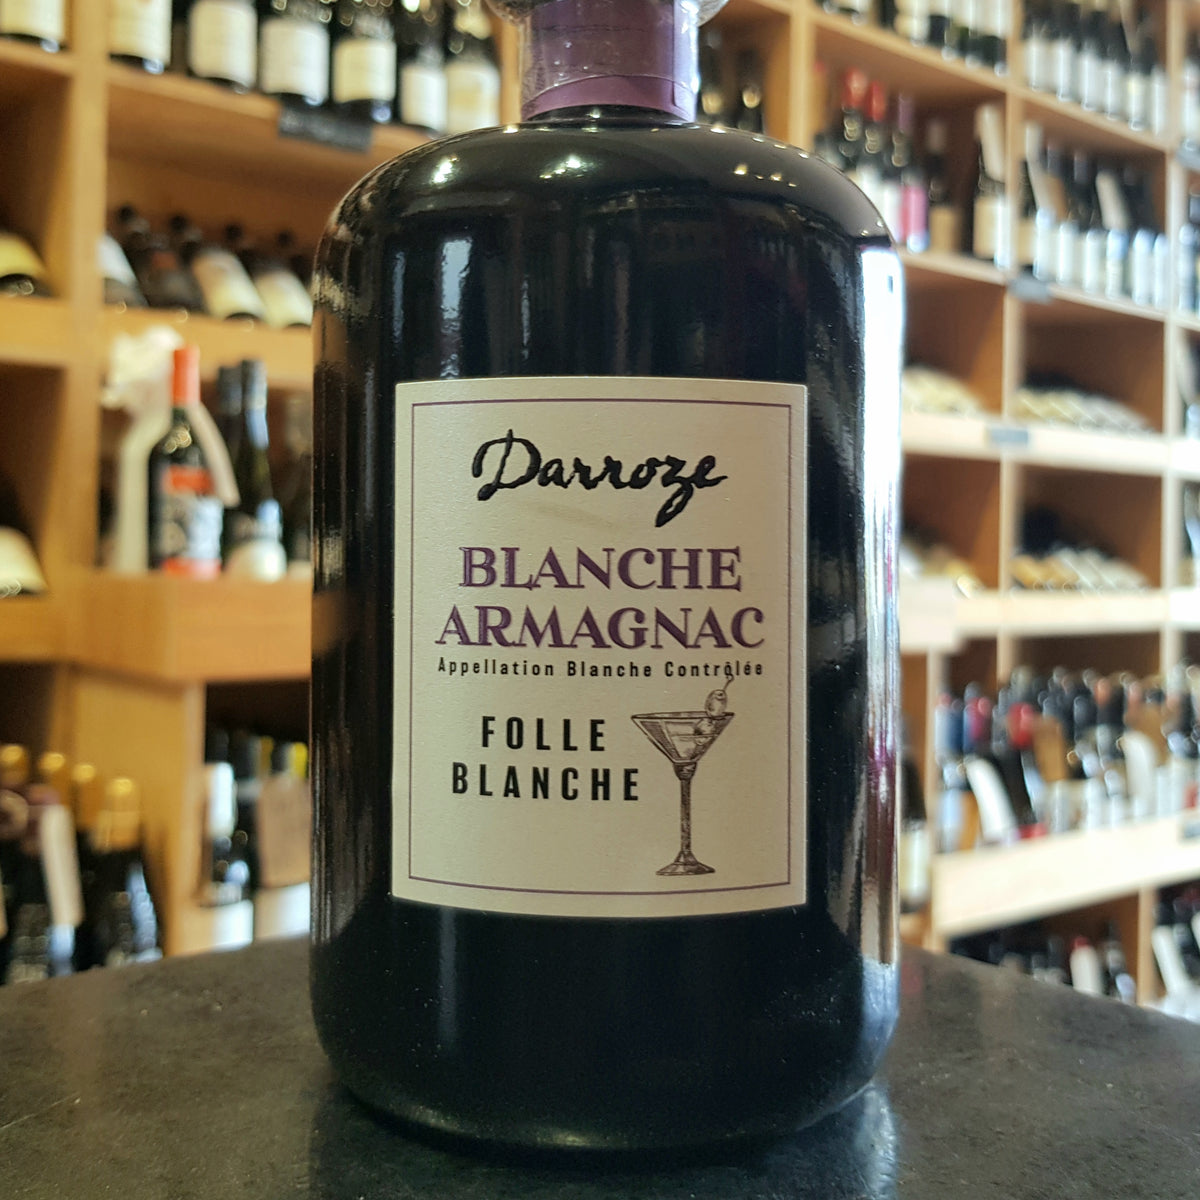 Darroze
BLANCHE
ARMAGNAC
Appellation Blanche Contrôlée
FOLLE
BLANCHE